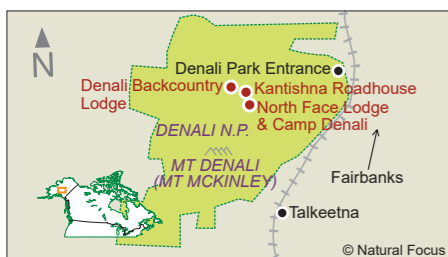 N
Denali Park Entrance
Denali Backcountry
Lodge
Kantishna Roadhouse
North Face Lodge
& Camp Denali
DENALI N.P.
MT DENALI
(MT MCKINLEY)
Fairbanks
Talkeetna
© Natural Focus